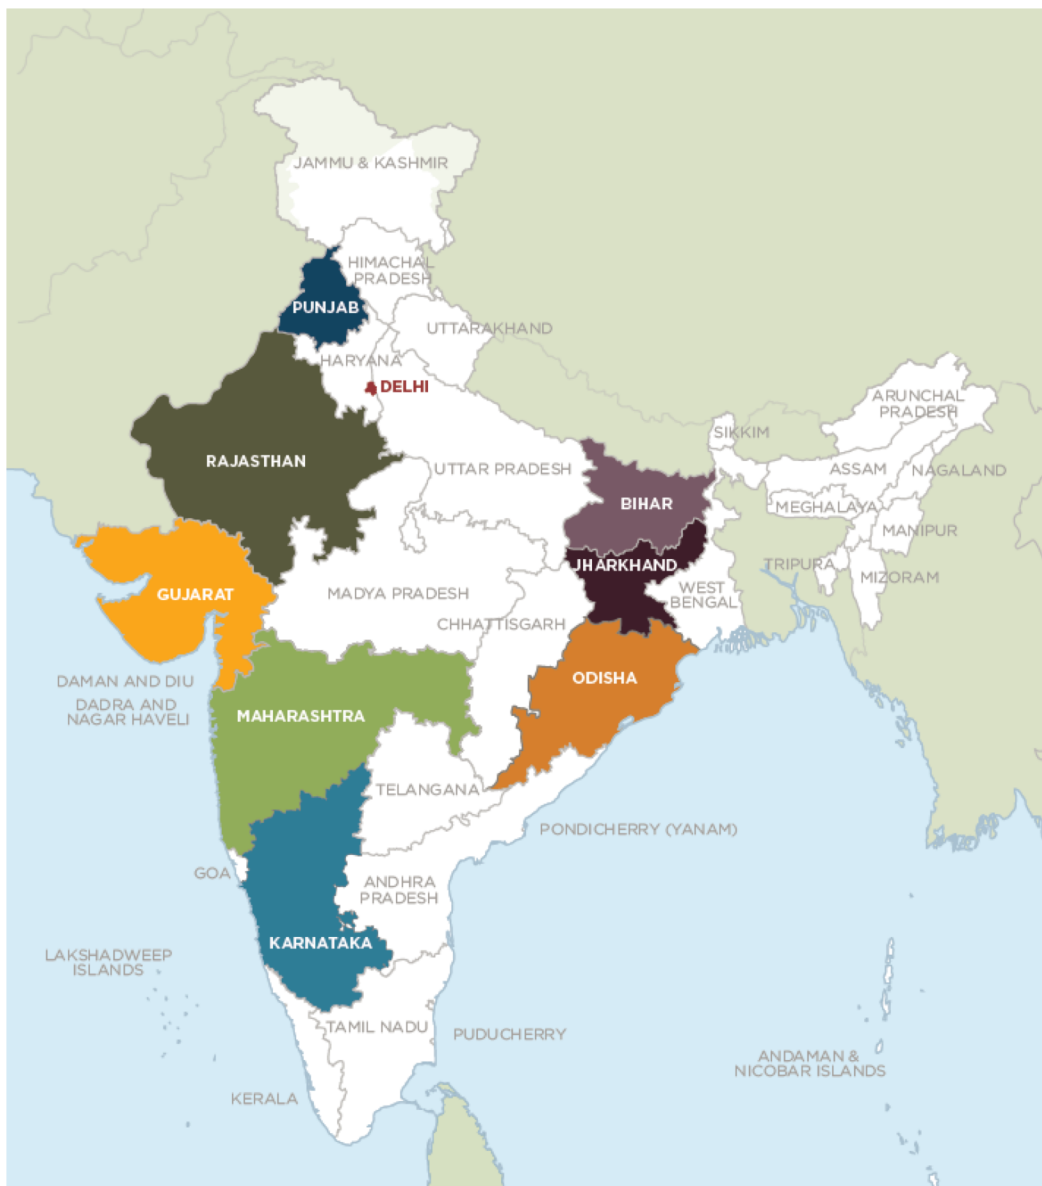 JAMMU & KASHMIR
HIMACHAL
PRADESH
PUNJAB
UTTARAKHAND
HARYANA
DELHI
ARUNCHAL
PRADESH
SIKKIM
RAJASTHAN
UTTAR PRADESH
ASSAM
NAGALAND
BIHAR
MEGHALAYA
MANIPUR
JHARKHAND
TRIPURA
MIZORAM
GUJARAT
MADYA PRADESH
WEST
BENGAL
CHHATTISGARH
DAMAN AND DIU
ODISHA
DADRA AND
NAGAR HAVELI
MAHARASHTRA
TELANGANA
PONDICHERRY (YANAM)
GOA
ANDHRA
PRADESH
KARNATAKA
LAKSHADWEEP
ISLANDS
TAMIL NADU
PUDUCHERRY
ANDAMAN &
NICOBAR ISLANDS
KERALA